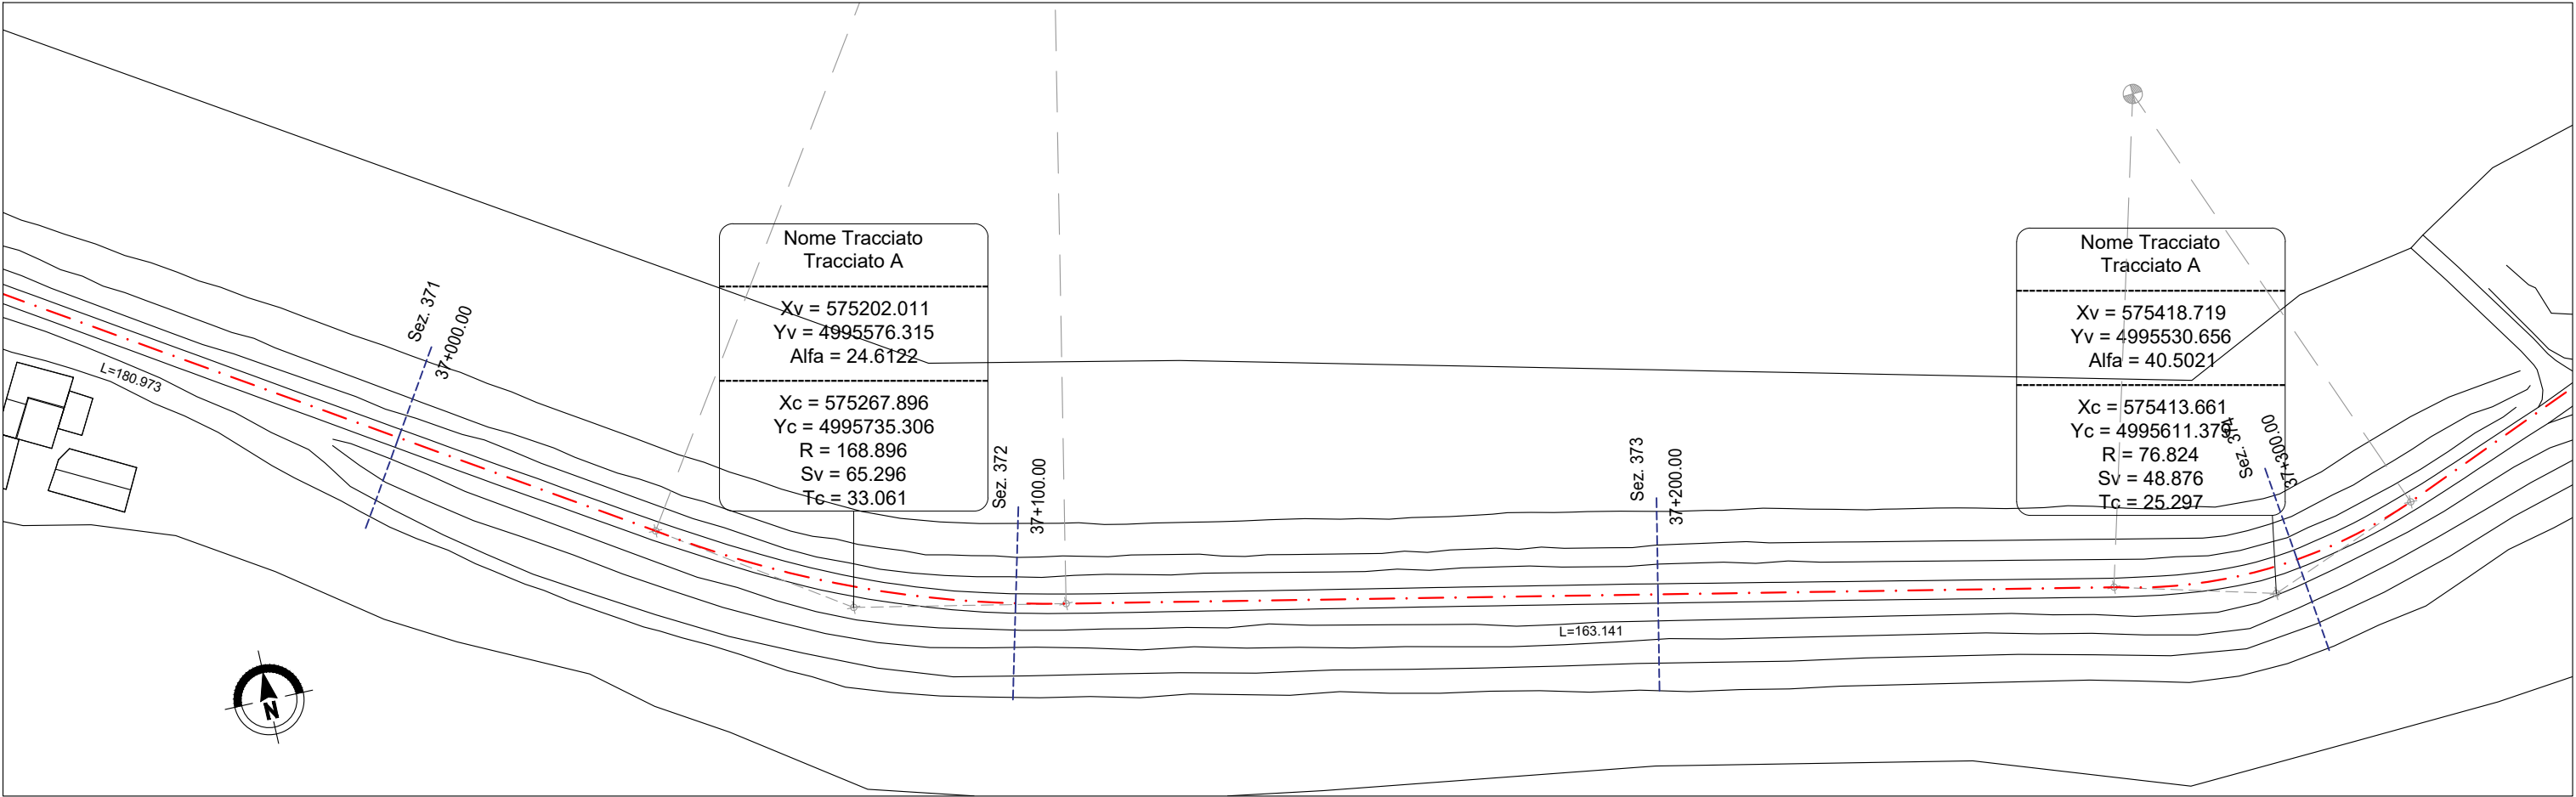 Sez. 371
37+000.00
L=180.973
Nome Tracciato
Tracciato A
Xv = 575202.011
Yv = 4995576.315
Alfa = 24.6122
Xc = 575267.896
Yc = 4995735.306
R = 168.896
Sv = 65.296
Tc = 33.061
Sez. 372
37+100.00
Sez. 373
37+200.00
L=163.141
Nome Tracciato
Tracciato A
Xv = 575418.719
Yv = 4995530.656
Alfa = 40.5021
Xc = 575413.661
Yc = 4995611.379
R = 76.824
Sv = 48.876
Tc = 25.297
Sez. 374
37+300.00
N